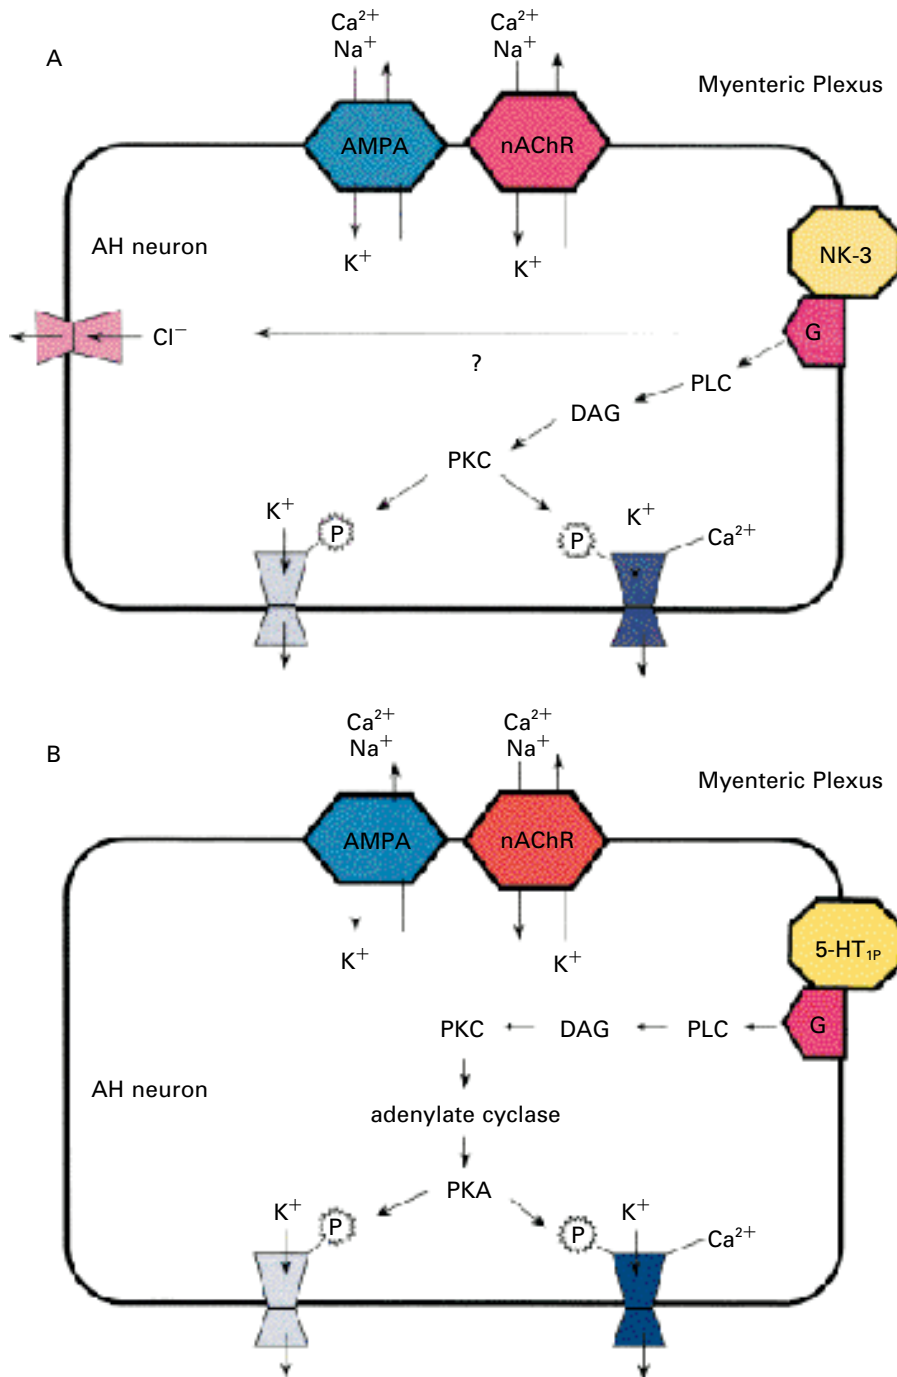 A
Ca²⁺
Na⁺
Ca²⁺
Na⁺
Myenteric Plexus
AMPA
nAChR
AH neuron
K⁺
K⁺
NK-3
Cl⁻
G
?
PLC
DAG
PKC
K⁺
P
P
K⁺
Ca²⁺
B
Ca²⁺
Na⁺
Ca²⁺
Na⁺
Myenteric Plexus
AMPA
nAChR
K⁺
K⁺
5-HT₁P
PKC
DAG
PLC
G
AH neuron
adenylate cyclase
PKA
K⁺
P
P
K⁺
Ca²⁺